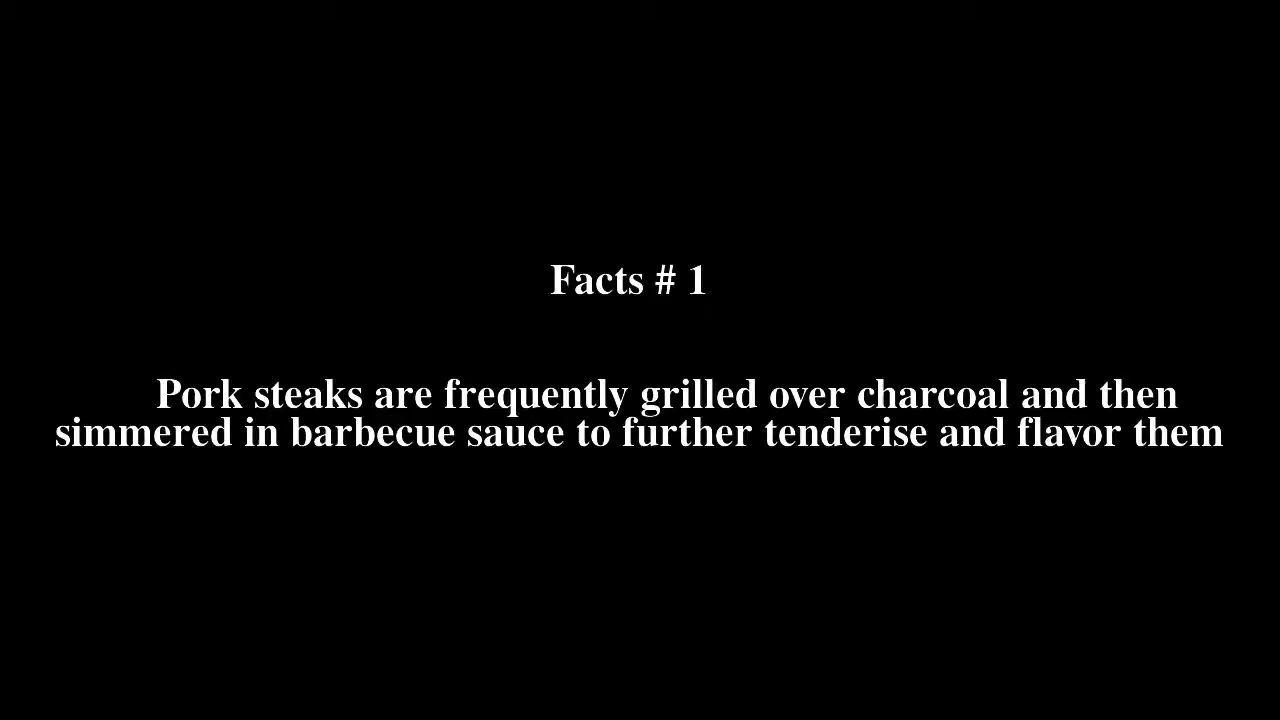 Facts # 1
Pork steaks are frequently grilled over charcoal and then
simmered in barbecue sauce to further tenderise and flavor them